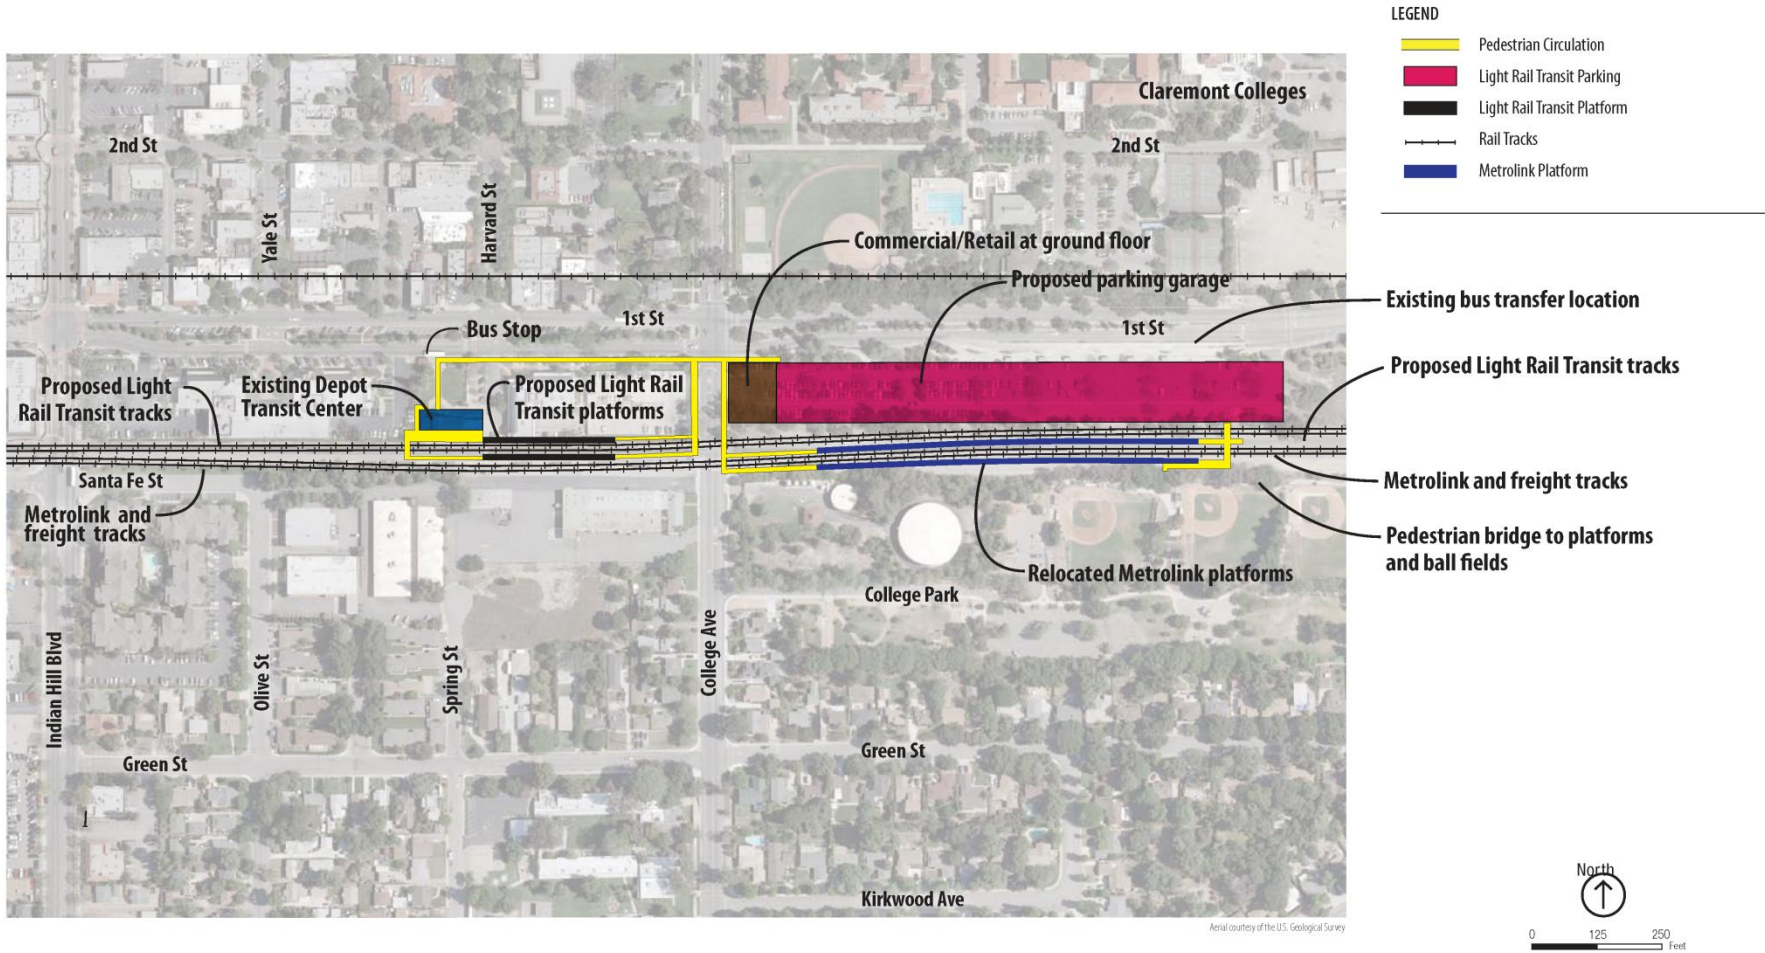 LEGEND
Pedestrian Circulation
Light Rail Transit Parking
Light Rail Transit Platform
Rail Tracks
Metrolink Platform
Claremont Colleges
2nd St
2nd St
Yale St
Harvard St
Commercial/Retail at ground floor
Proposed parking garage
Existing bus transfer location
1st St
1st St
Bus Stop
Proposed Light Rail Transit tracks
Proposed Light
Rail Transit tracks
Existing Depot
Transit Center
Proposed Light Rail
Transit platforms
Santa Fe St
Metrolink and freight tracks
Metrolink and
freight tracks
Pedestrian bridge to platforms
and ball fields
Relocated Metrolink platforms
College Park
Indian Hill Blvd
Olive St
Spring St
College Ave
Green St
Green St
Kirkwood Ave
North
Aerial courtesy of the U.S. Geological Survey
0 125 250
Feet